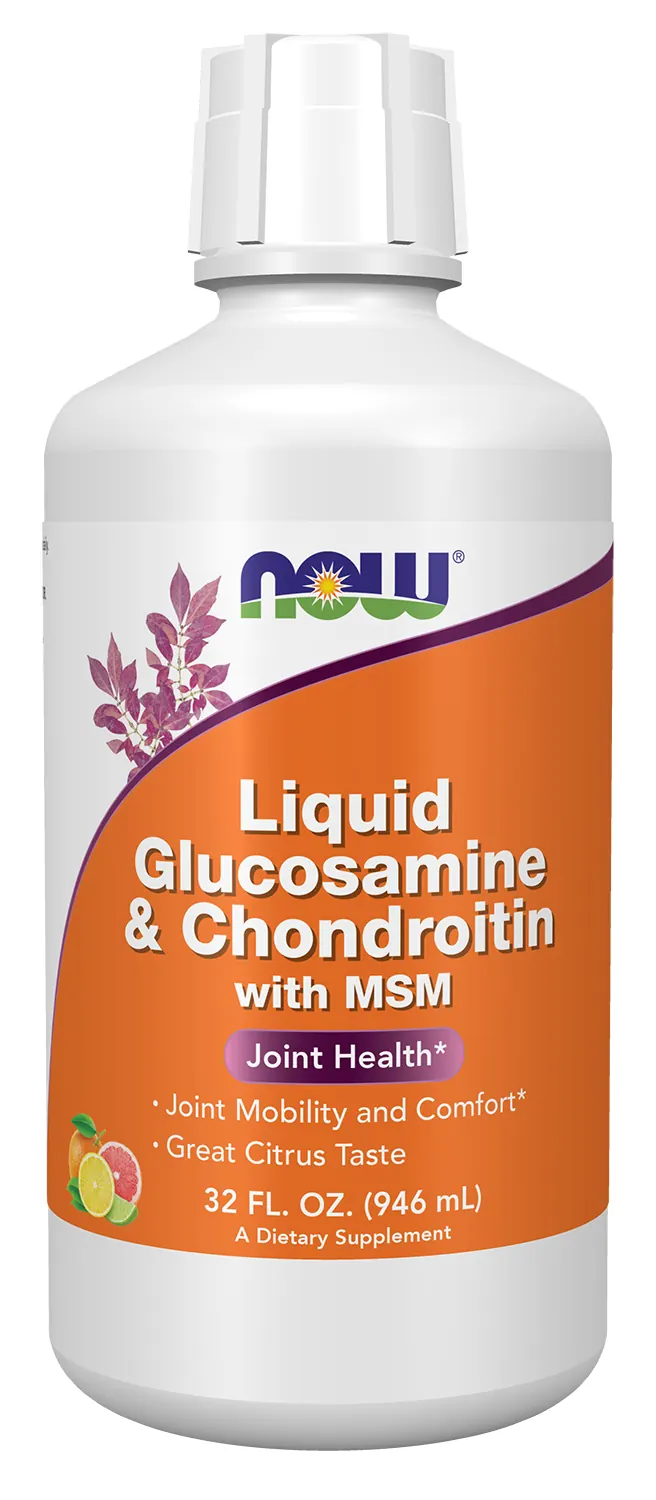 NOW®
Liquid
Glucosamine
& Chondroitin
with MSM
Joint Health*
• Joint Mobility and Comfort*
• Great Citrus Taste
32 FL. OZ. (946 mL)
A Dietary Supplement